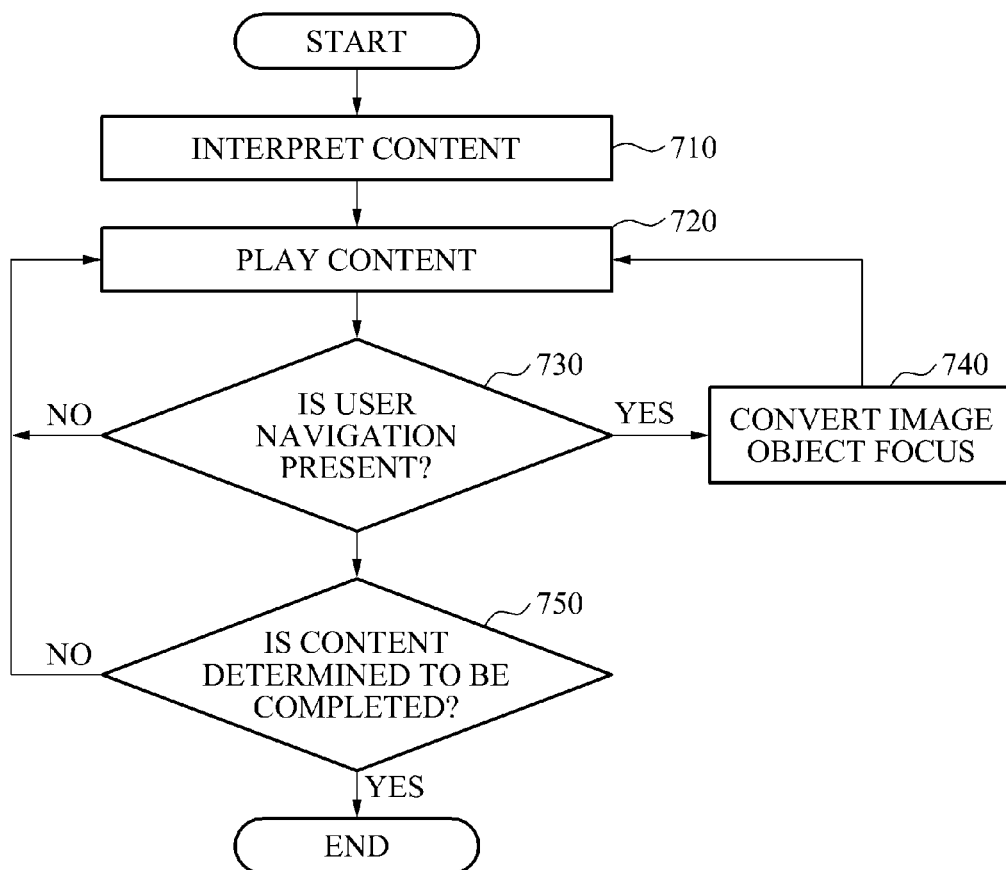 START
INTERPRET CONTENT
710
720
PLAY CONTENT
730
740
NO
IS USER
NAVIGATION
PRESENT?
YES
CONVERT IMAGE
OBJECT FOCUS
750
NO
IS CONTENT
DETERMINED TO BE
COMPLETED?
YES
END